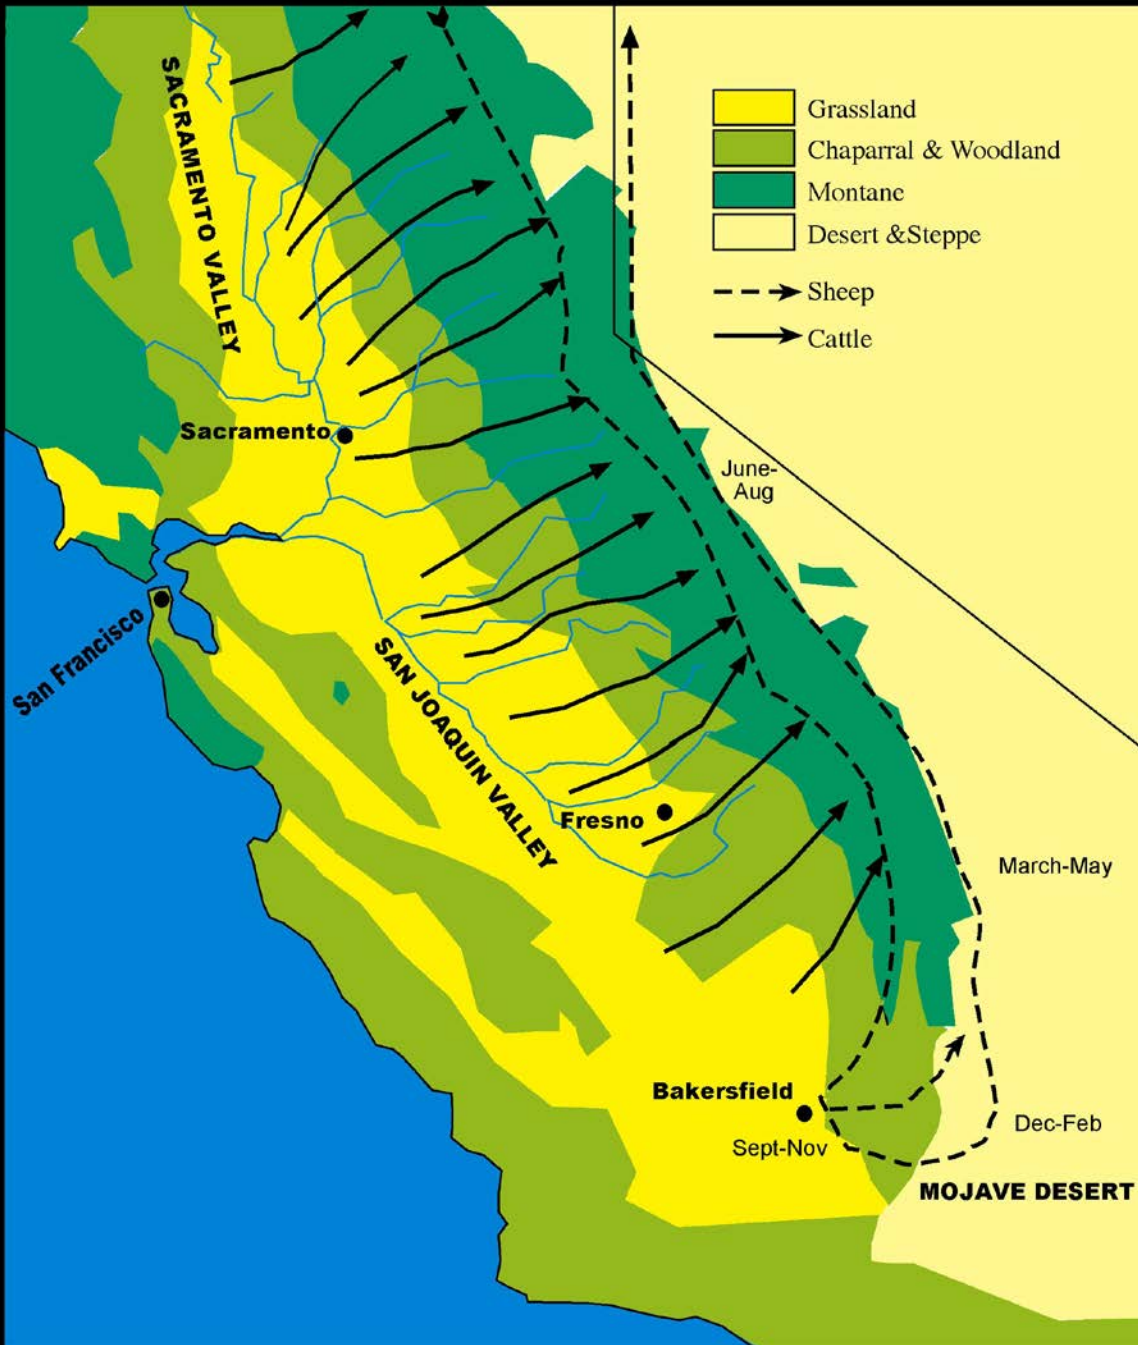 SACRAMENTO VALLEY
Grassland
Chaparral & Woodland
Montane
Desert &Steppe
Sheep
Cattle
Sacramento
June-
Aug
San Francisco
SAN JOAQUIN VALLEY
Fresno
March-May
Bakersfield
Dec-Feb
Sept-Nov
MOJAVE DESERT